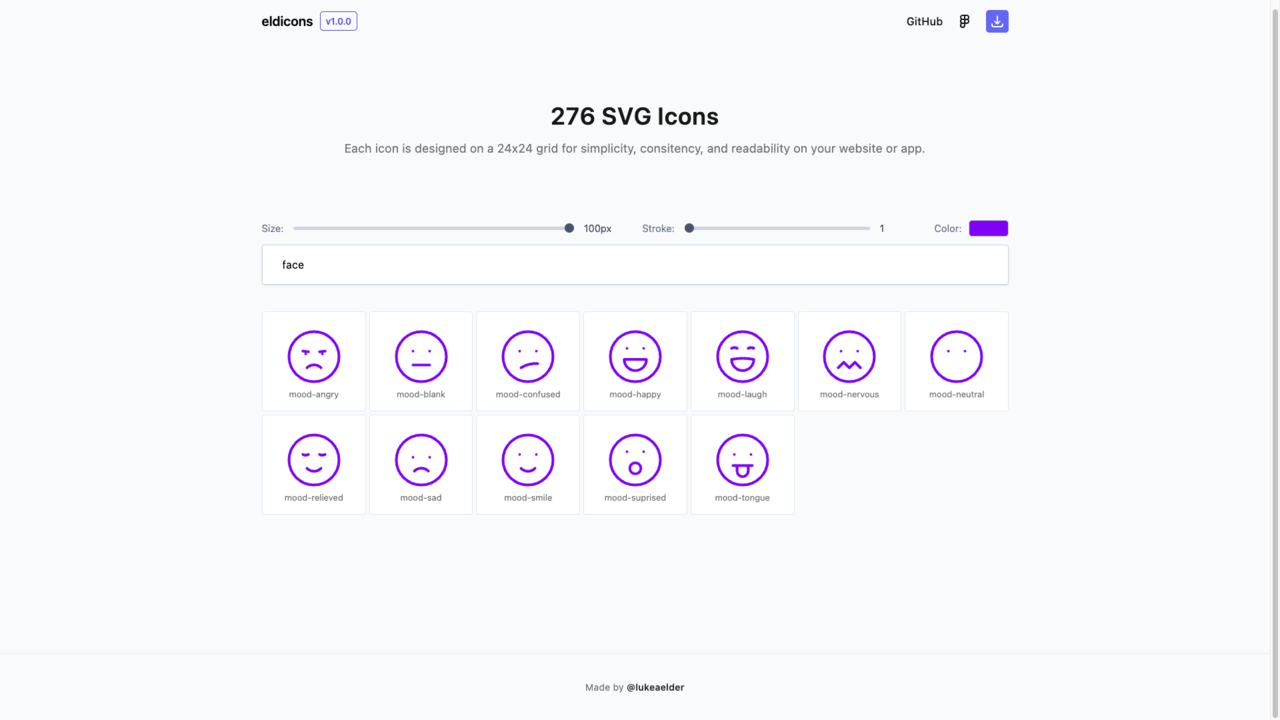 eldicons v1.0.0 GitHub
276 SVG Icons
Each icon is designed on a 24x24 grid for simplicity, consitency, and readability on your website or app.
Size: 100px Stroke: 1 Color:
face
mood-angry mood-blank mood-confused mood-happy mood-laugh mood-nervous mood-neutral
mood-relieved mood-sad mood-smile mood-suprised mood-tongue
Made by @lukeaelder